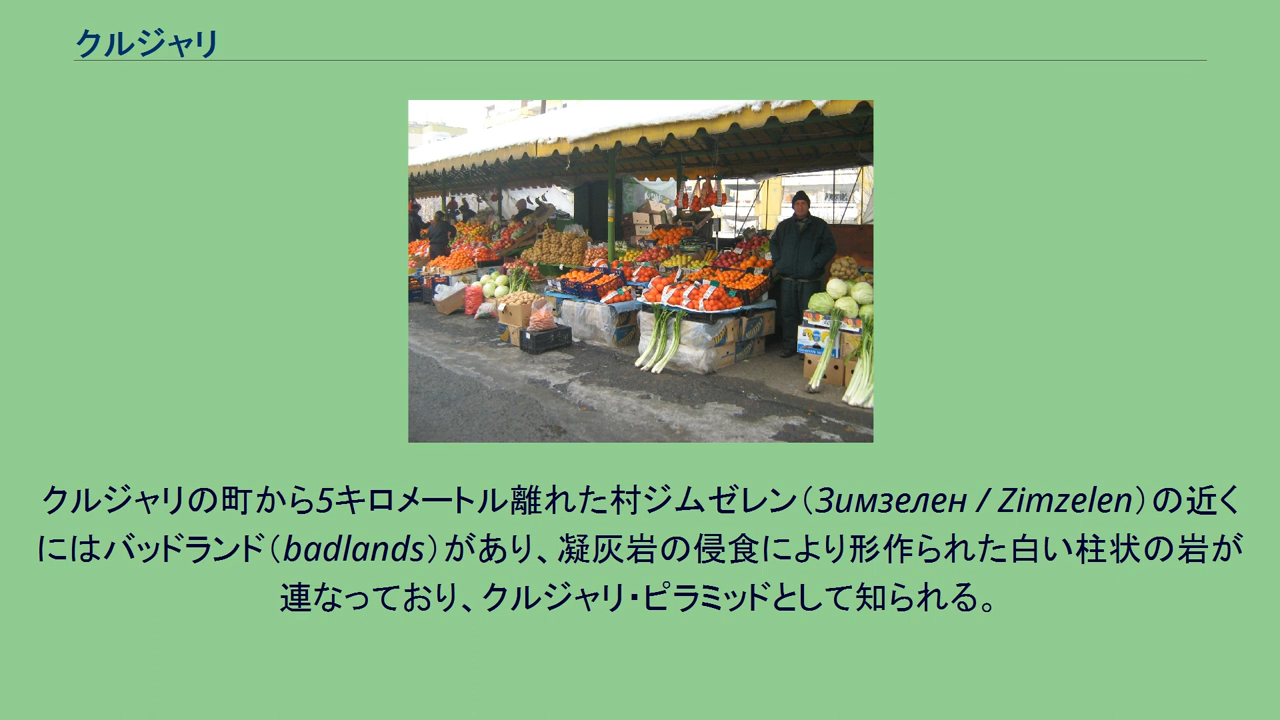 クルジャリ
クルジャリの町から5キロメートル離れた村ジムゼレン（Зимзелен / Zimzelen）の近く
にはバッドランド（badlands）があり、凝灰岩の侵食により形作られた白い柱状の岩が
連なっており、クルジャリ・ピラミッドとして知られる。